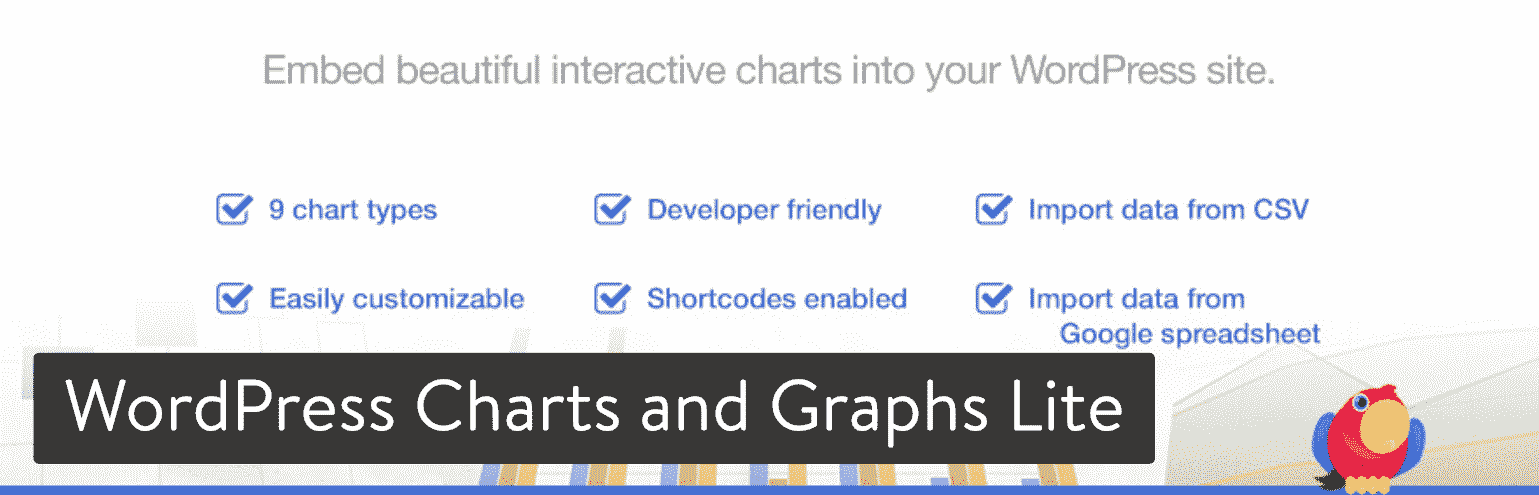 Embed beautiful interactive charts into your WordPress site.
9 chart types
Developer friendly
Import data from CSV
Easily customizable
Shortcodes enabled
Import data from
Google spreadsheet
WordPress Charts and Graphs Lite